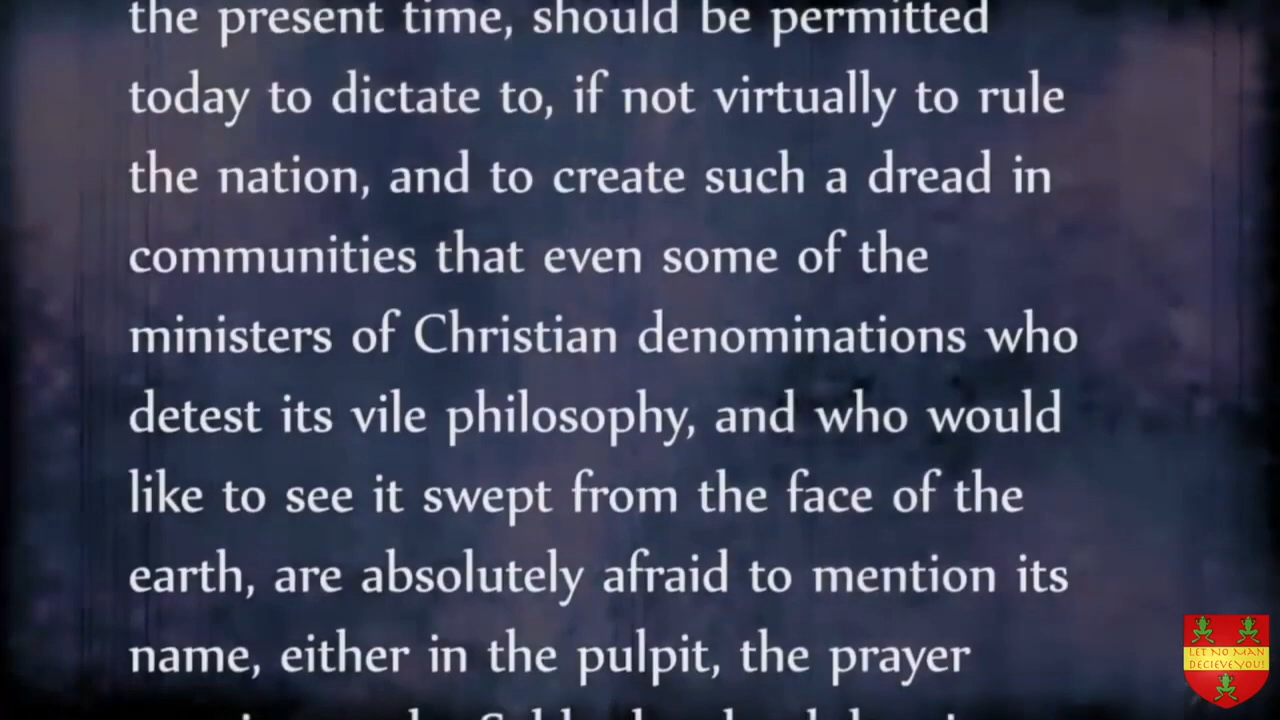 the present time, should be permitted
today to dictate to, if not virtually to rule
the nation, and to create such a dread in
communities that even some of the
ministers of Christian denominations who
detest its vile philosophy, and who would
like to see it swept from the face of the
earth, are absolutely afraid to mention its
name, either in the pulpit, the prayer
LET NO MAN
DECIEVE YOU!